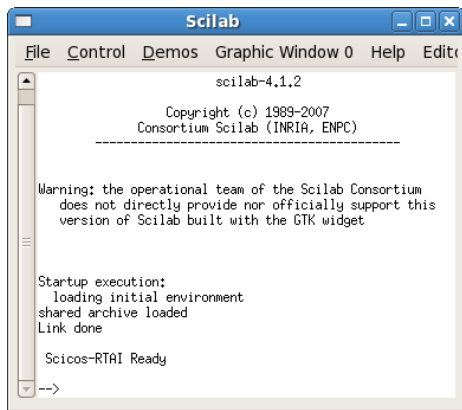 Scilab
File Control Demos Graphic Window 0 Help
scilab-4.1.2
Copyright (c) 1989-2007
Consortium Scilab (INRIA, ENPC)
-------------------------------------------
Warning: the operational team of the Scilab Consortium
does not directly provide nor officially support this
version of Scilab built with the GTK widget
Startup execution:
loading initial environment
shared archive loaded
Link done
Scicos-RTAI Ready
-->